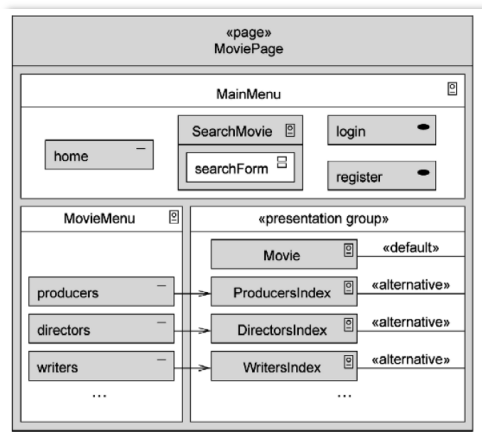 «page»
MoviePage
MainMenu
home
SearchMovie
searchForm
login
register
MovieMenu
producers
directors
writers
...
«presentation group»
Movie
«default»
ProducersIndex
«alternative»
DirectorsIndex
«alternative»
WritersIndex
«alternative»
...